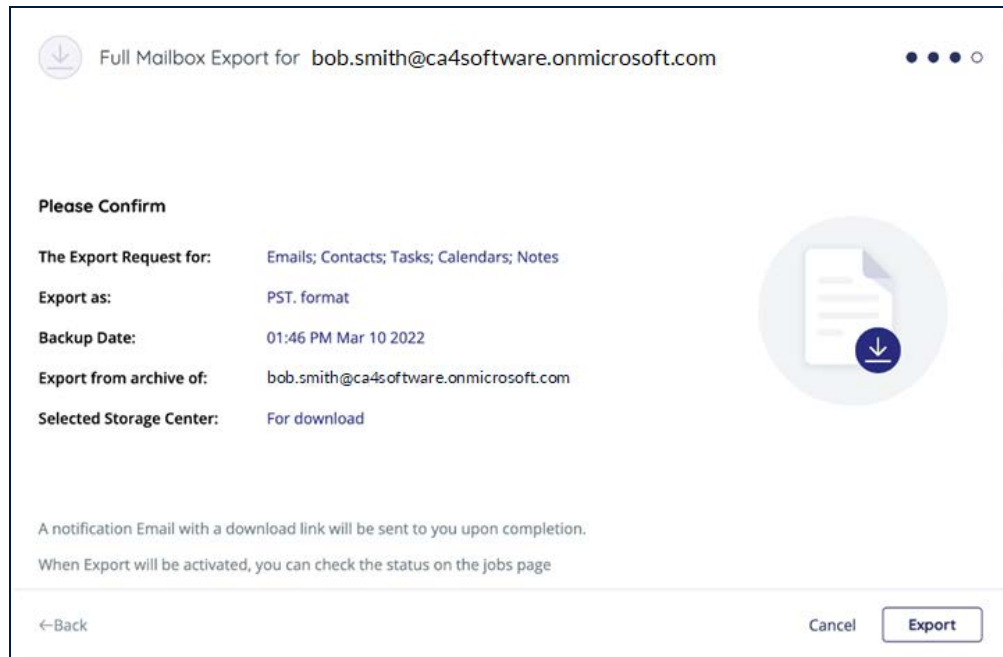 Full Mailbox Export for bob.smith@ca4software.onmicrosoft.com
Please Confirm
The Export Request for: Emails; Contacts; Tasks; Calendars; Notes
Export as: PST. format
Backup Date: 01:46 PM Mar 10 2022
Export from archive of: bob.smith@ca4software.onmicrosoft.com
Selected Storage Center: For download
A notification Email with a download link will be sent to you upon completion.
When Export will be activated, you can check the status on the jobs page
←Back Cancel Export